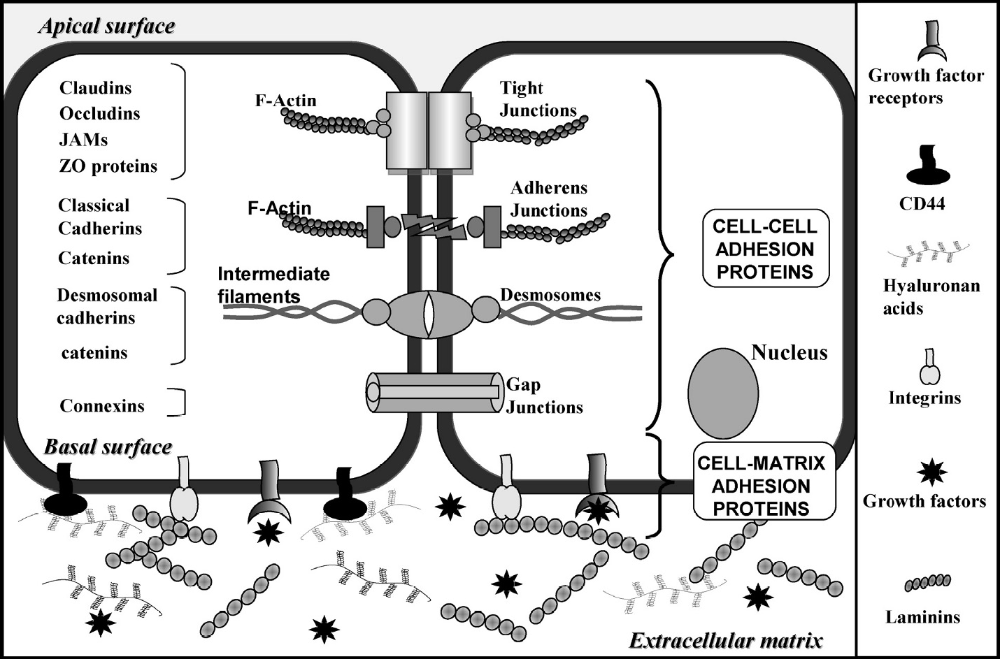 Apical surface
Claudins
Occludins
JAMs
ZO proteins
Classical
Cadherins
Catenins
Desmosomal
cadherins
catenins
Connexins
Basal surface
F-Actin
F-Actin
Intermediate
filaments
Tight
Junctions
Adherens
Junctions
Desmosomes
Gap
Junctions
CELL-CELL
ADHESION
PROTEINS
Nucleus
CELL-MATRIX
ADHESION
PROTEINS
Extracellular matrix
Growth factor
receptors
CD44
Hyaluronan
acids
Integrins
Growth factors
Laminins